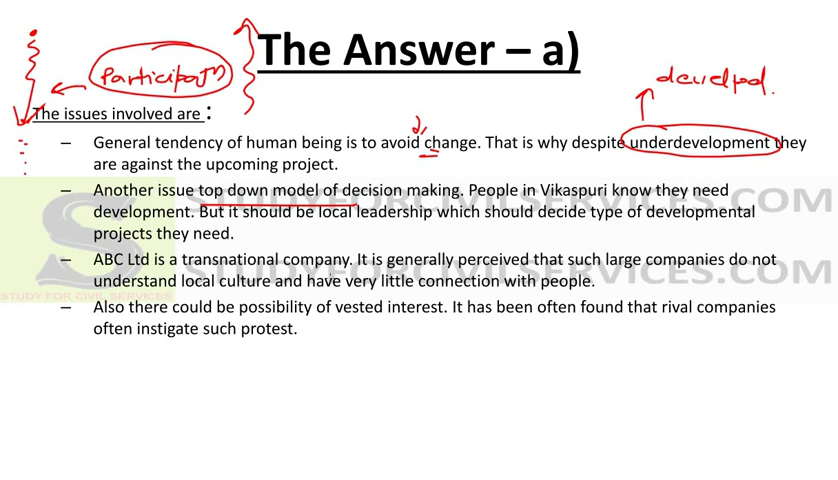 The Answer – a)
Participatn
developed.
The issues involved are :
– General tendency of human being is to avoid change. That is why despite underdevelopment they
are against the upcoming project.
– Another issue top down model of decision making. People in Vikaspuri know they need
development. But it should be local leadership which should decide type of developmental
projects they need.
– ABC Ltd is a transnational company. It is generally perceived that such large companies do not
understand local culture and have very little connection with people.
– Also there could be possibility of vested interest. It has been often found that rival companies
often instigate such protest.
STUDYFORCIVILSERVICES.COM
STUDYFORCIVILSERVICES.COM
STUDY FOR CIVIL SERVICES